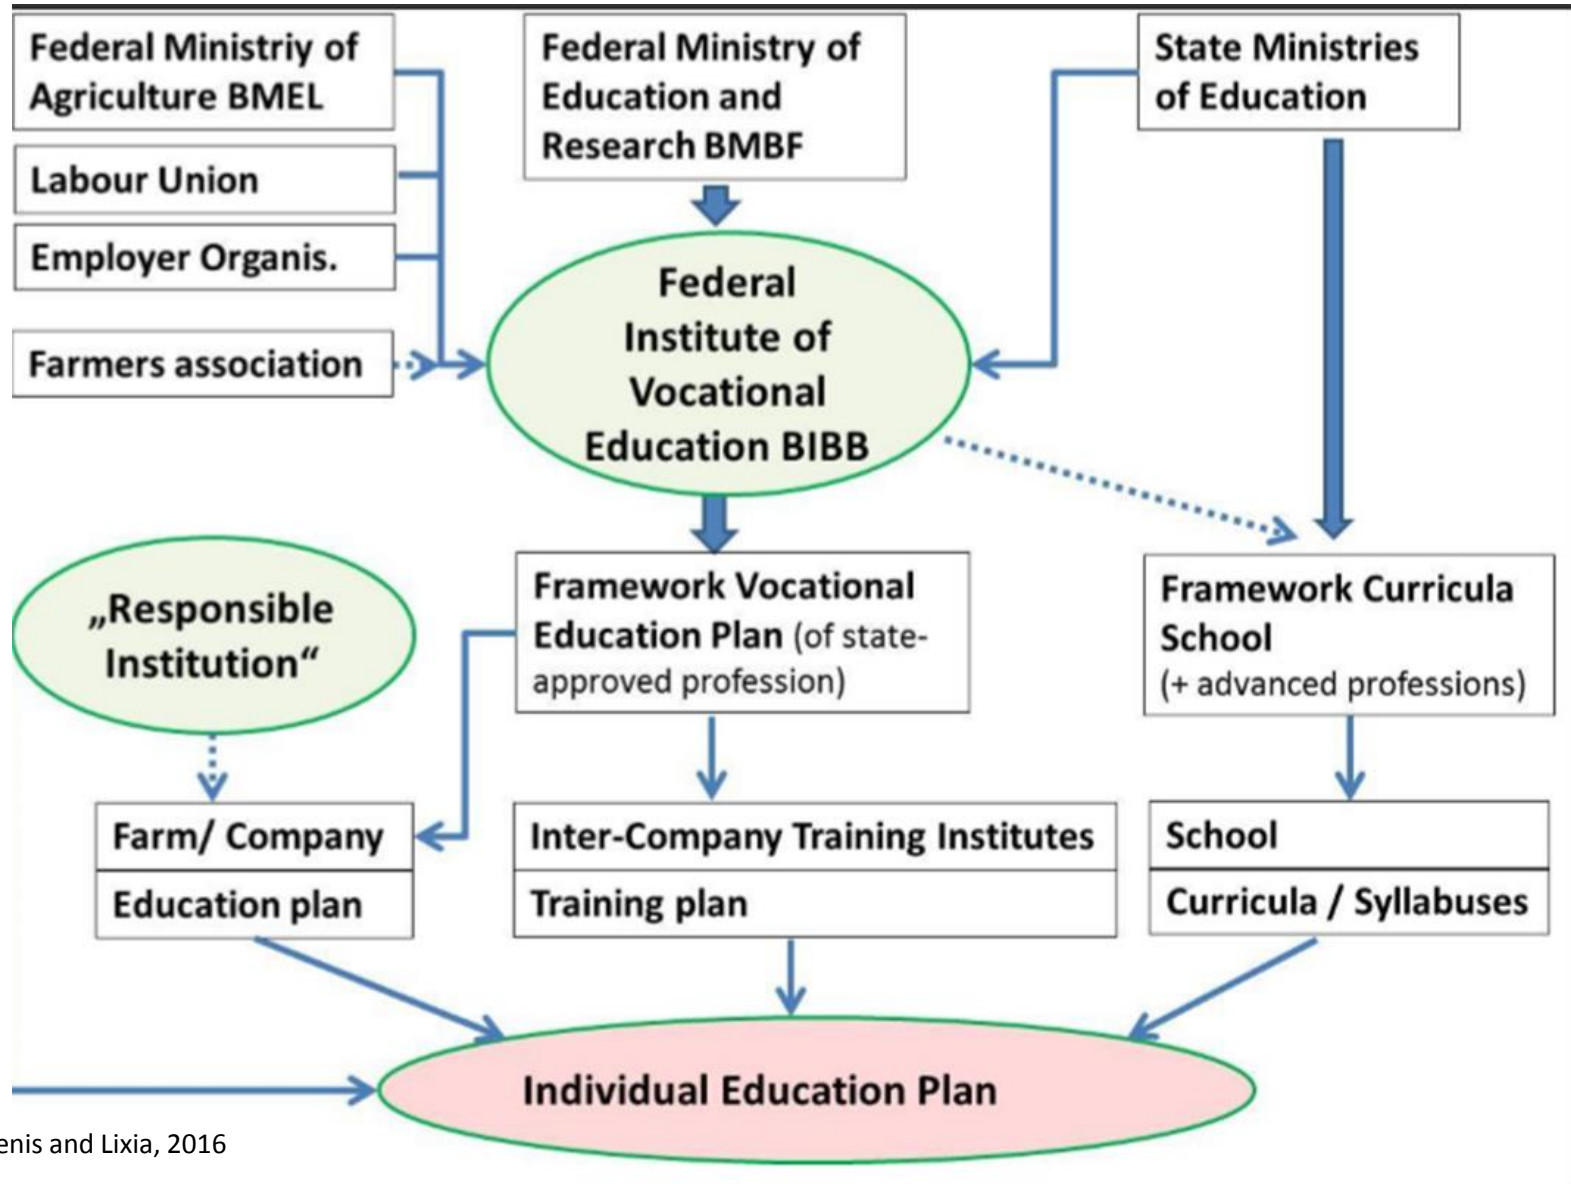 Federal Ministriy of
Agriculture BMEL
Labour Union
Employer Organis.
Farmers association
Federal Ministry of
Education and
Research BMBF
State Ministries
of Education
Federal
Institute of
Vocational
Education BIBB
„Responsible
Institution“
Framework Vocational
Education Plan (of state-
approved profession)
Framework Curricula
School
(+ advanced professions)
Farm/ Company
Education plan
Inter-Company Training Institutes
Training plan
School
Curricula / Syllabuses
Individual Education Plan
enis and Lixia, 2016